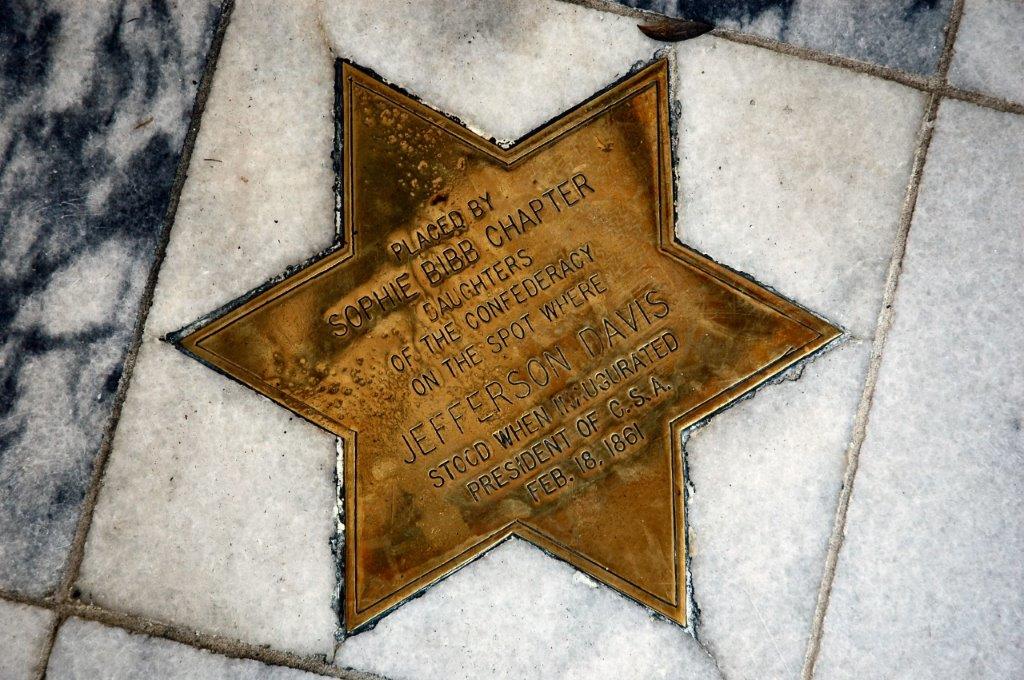 PLACED BY
SOPHIE BIBB CHAPTER
DAUGHTERS
OF THE CONFEDERACY
ON THE SPOT WHERE
JEFFERSON DAVIS
STOOD WHEN INAUGURATED
PRESIDENT OF C.S.A.
FEB. 18, 1861